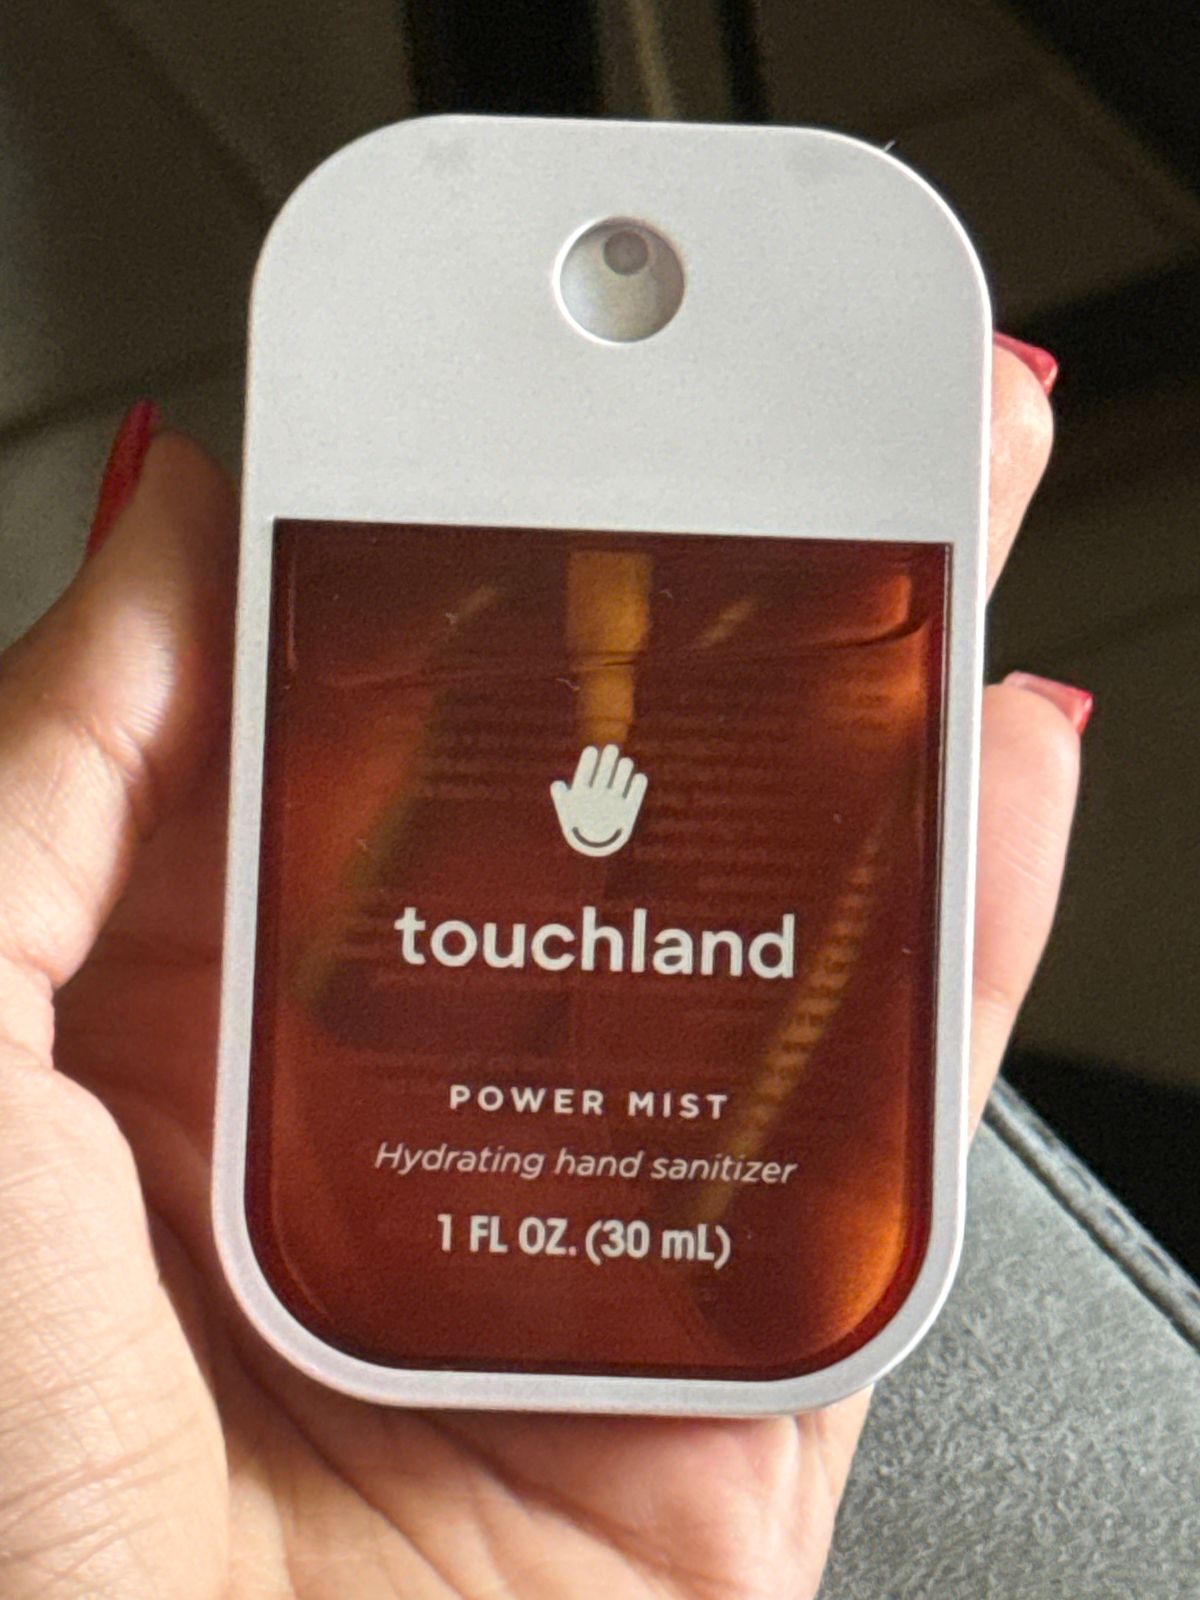 touchland
POWER MIST
Hydrating hand sanitizer
1 FL OZ. (30 mL)